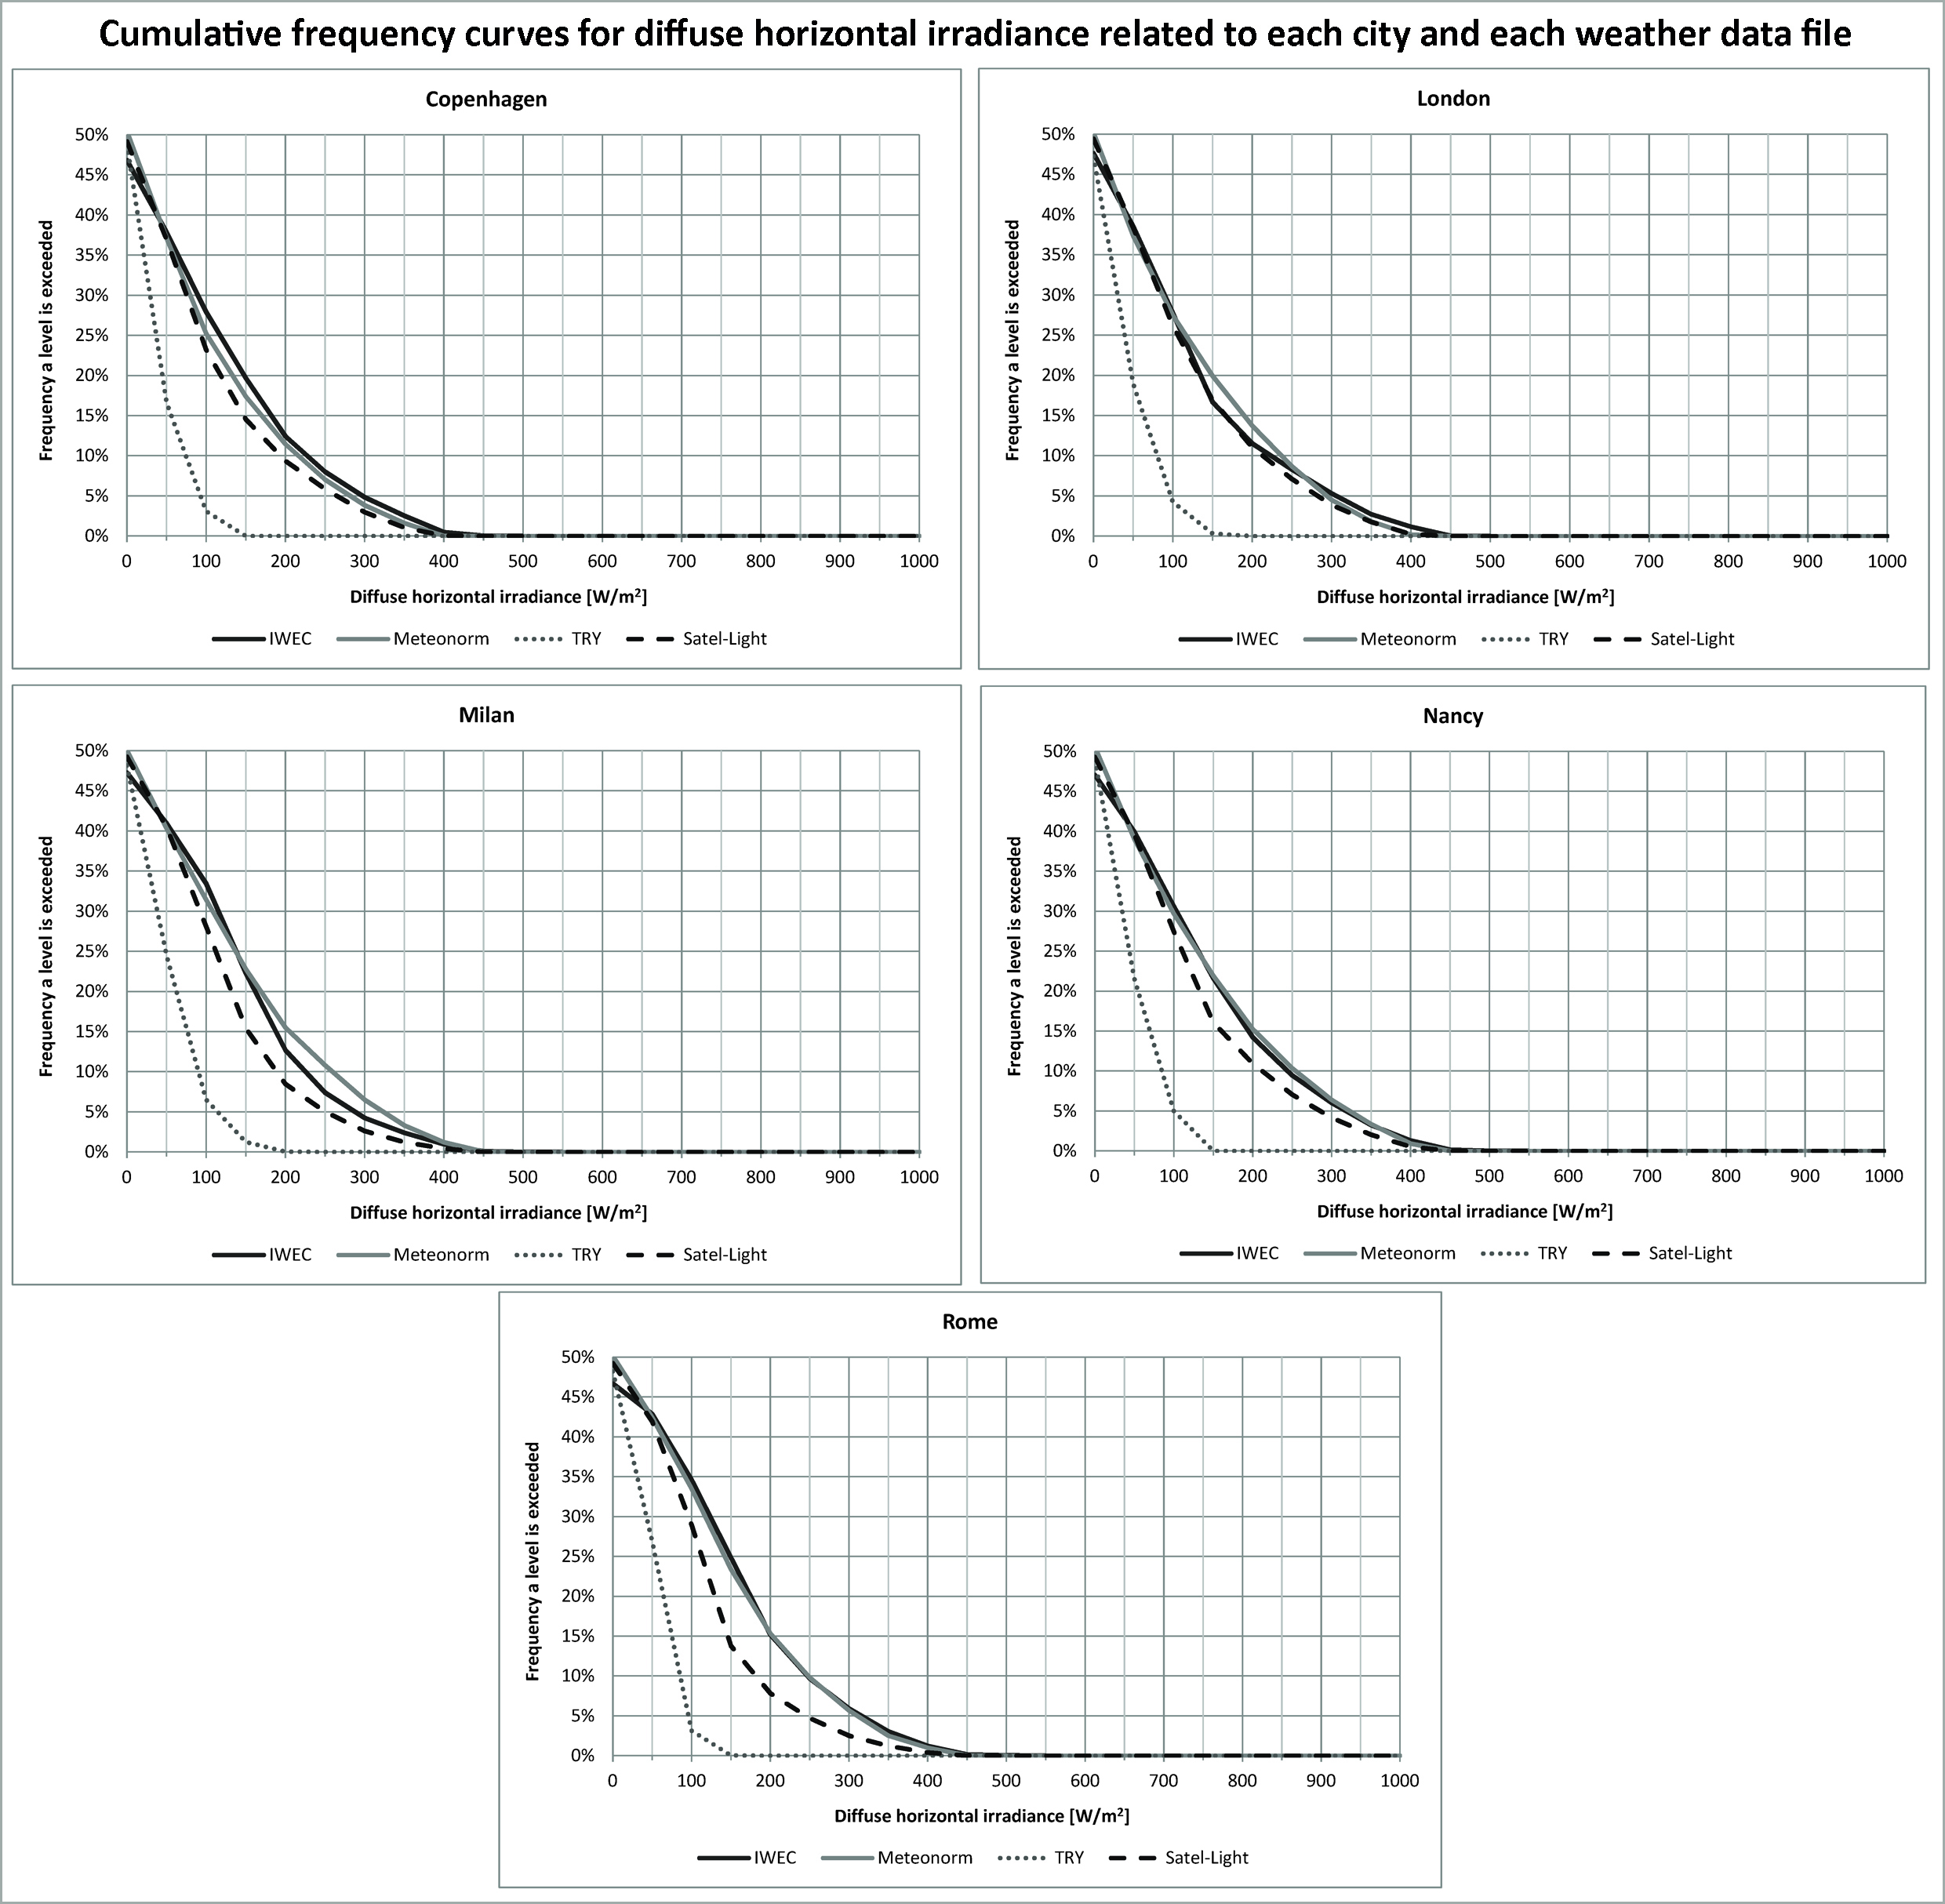 Cumulative frequency curves for diffuse horizontal irradiance related to each city and each weather data file
Copenhagen
Frequency a level is exceeded
50%
45%
40%
35%
30%
25%
20%
15%
10%
5%
0%
0 100 200 300 400 500 600 700 800 900 1000
Diffuse horizontal irradiance [W/m²]
IWEC Meteonorm TRY Satel-Light
London
Frequency a level is exceeded
50%
45%
40%
35%
30%
25%
20%
15%
10%
5%
0%
0 100 200 300 400 500 600 700 800 900 1000
Diffuse horizontal irradiance [W/m²]
IWEC Meteonorm TRY Satel-Light
Milan
Frequency a level is exceeded
50%
45%
40%
35%
30%
25%
20%
15%
10%
5%
0%
0 100 200 300 400 500 600 700 800 900 1000
Diffuse horizontal irradiance [W/m²]
IWEC Meteonorm TRY Satel-Light
Nancy
Frequency a level is exceeded
50%
45%
40%
35%
30%
25%
20%
15%
10%
5%
0%
0 100 200 300 400 500 600 700 800 900 1000
Diffuse horizontal irradiance [W/m²]
IWEC Meteonorm TRY Satel-Light
Rome
Frequency a level is exceeded
50%
45%
40%
35%
30%
25%
20%
15%
10%
5%
0%
0 100 200 300 400 500 600 700 800 900 1000
Diffuse horizontal irradiance [W/m²]
IWEC Meteonorm TRY Satel-Light